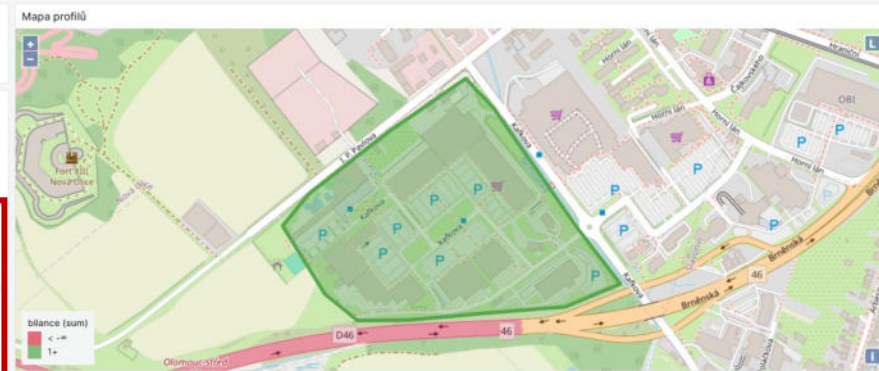 Mapa profilů
+
L
−
Fort XIII
Nová Ulice
Nová Ulice
I. P. Pavlova
Kafkova
Horní lán
Horní lán
Čajkovského
Hraniční
Horní lán
Horní lán
OBI
P
P
P
P
P
P
P
P
P
P
P
P
P
Kafkova
Kafkova
Kafkova
Brněnská
Brněnská
46
D46
46
Olomouc-střed
bilance (sum)
< -∞
1+
i